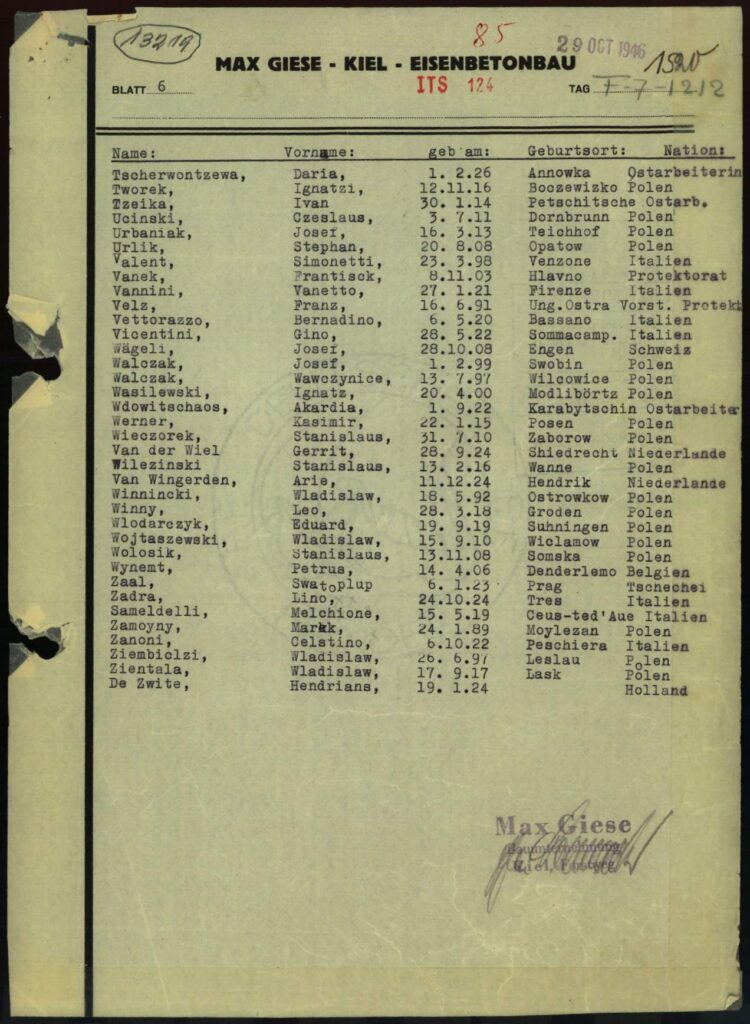 13219
85
29 OCT 1946
1520
MAX GIESE - KIEL - EISENBETONBAU
BLATT 6 ITS 124 TAG F-7-1212
Name: Vorname: geb am: Geburtsort: Nation:
Tscherwontzewa, Daria, 1. 2.26 Annowka Ostarbeiterin
Tworek, Ignatzi, 12.11.16 Boczewizko Polen
Tzeika, Ivan 30. 1.14 Petschitsche Ostarb.
Ucinski, Czeslaus, 3. 7.11 Dornbrunn Polen
Urbaniak, Josef, 16. 3.13 Teichhof Polen
Urlik, Stephan, 20. 8.08 Opatow Polen
Valent, Simonetti, 23. 3.98 Venzone Italien
Vanek, Frantisck, 8.11.03 Hlavno Protektorat
Vannini, Vanetto, 27. 1.21 Firenze Italien
Velz, Franz, 16. 6.91 Ung.Ostra Vorst. Protekt
Vettorazzo, Bernadino, 6. 5.20 Bassano Italien
Vicentini, Gino, 28. 5.22 Sommacamp. Italien
Wägeli, Josef, 28.10.08 Engen Schweiz
Walczak, Josef, 1. 2.99 Swobin Polen
Walczak, Wawczynice, 13. 7.97 Wilcowice Polen
Wasilewski, Ignatz, 20. 4.00 Modlibörtz Polen
Wdowitschaos, Akardia, 1. 9.22 Karabytschin Ostarbeiter
Werner, Kasimir, 22. 1.15 Posen Polen
Wieczorek, Stanislaus, 31. 7.10 Zaborow Polen
Van der Wiel Gerrit, 28. 9.24 Shiedrecht Niederlande
Wilezinski Stanislaus, 13. 2.16 Wanne Polen
Van Wingerden, Arie, 11.12.24 Hendrik Niederlande
Winnincki, Wladislaw, 18. 5.92 Ostrowkow Polen
Winny, Leo, 28. 3.18 Groden Polen
Wlodarczyk, Eduard, 19. 9.19 Suhningen Polen
Wojtaszewski, Wladislaw, 15. 9.10 Wiclamow Polen
Wolosik, Stanislaus, 13.11.08 Somska Polen
Wynemt, Petrus, 14. 4.06 Denderlemo Belgien
Zaal, Swatoplup 6. 1.23 Prag Tschechei
Zadra, Lino, 24.10.24 Tres Italien
Sameldelli, Melchione, 15. 5.19 Ceus-ted'Aue Italien
Zamoyny, Markk, 24. 1.89 Moylezan Polen
Zanoni, Celstino, 6.10.22 Peschiera Italien
Ziembiclzi, Wladislaw, 26. 6.97 Leslau Polen
Zientala, Wladislaw, 17. 9.17 Lask Polen
De Zwite, Hendrians, 19. 1.24 Holland
Max Giese
Bauunternehmung
Kiel,